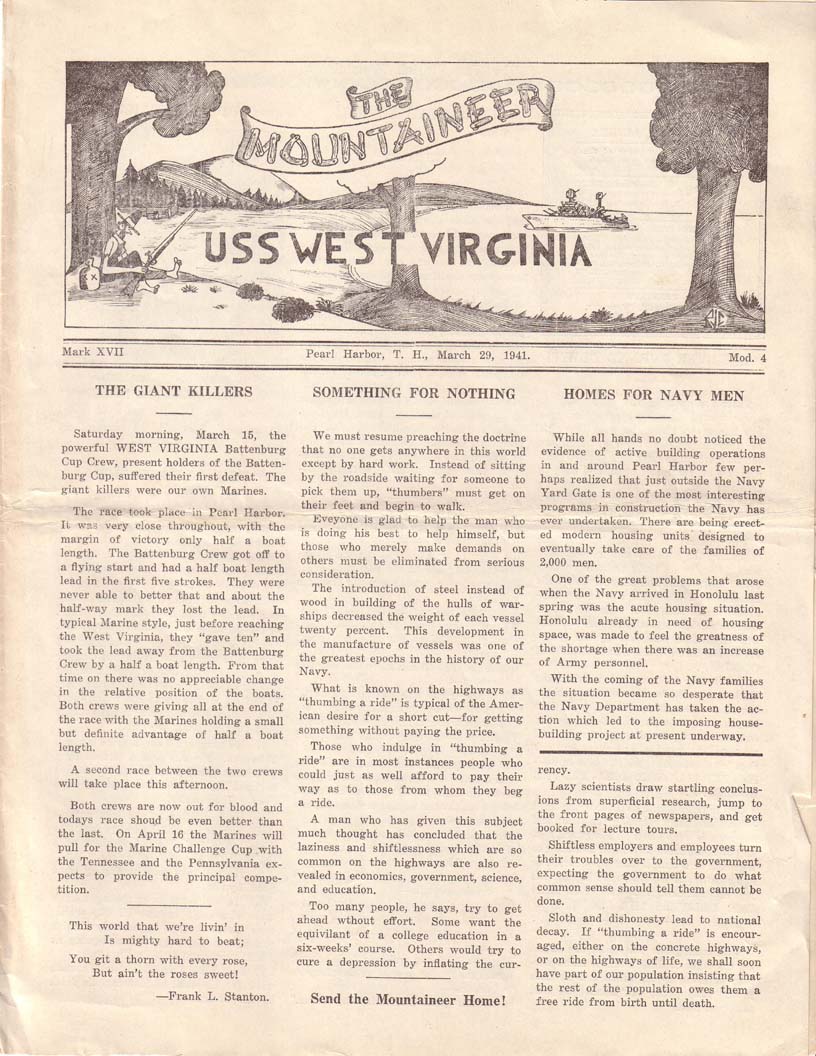 THE
MOUNTAINEER
USS WEST VIRGINIA
RJC
Mark XVII
Pearl Harbor, T. H., March 29, 1941.
Mod. 4
THE GIANT KILLERS
Saturday morning, March 15, the
powerful WEST VIRGINIA Battenburg
Cup Crew, present holders of the Batten-
burg Cup, suffered their first defeat. The
giant killers were our own Marines.
The race took place in Pearl Harbor.
It was very close throughout, with the
margin of victory only half a boat
length. The Battenburg Crew got off to
a flying start and had a half boat length
lead in the first five strokes. They were
never able to better that and about the
half-way mark they lost the lead. In
typical Marine style, just before reaching
the West Virginia, they "gave ten" and
took the lead away from the Battenburg
Crew by a half a boat length. From that
time on there was no appreciable change
in the relative position of the boats.
Both crews were giving all at the end of
the race with the Marines holding a small
but definite advantage of half a boat
length.
A second race between the two crews
will take place this afternoon.
Both crews are now out for blood and
todays race should be even better than
the last. On April 16 the Marines will
pull for the Marine Challenge Cup with
the Tennessee and the Pennsylvania ex-
pects to provide the principal compe-
tition.
This world that we're livin' in
Is mighty hard to beat;
You git a thorn with every rose,
But ain't the roses sweet!
—Frank L. Stanton.
SOMETHING FOR NOTHING
We must resume preaching the doctrine
that no one gets anywhere in this world
except by hard work. Instead of sitting
by the roadside waiting for someone to
pick them up, "thumbers" must get on
their feet and begin to walk.
Eveyone is glad to help the man who
is doing his best to help himself, but
those who merely make demands on
others must be eliminated from serious
consideration.
The introduction of steel instead of
wood in building of the hulls of war-
ships decreased the weight of each vessel
twenty percent. This development in
the manufacture of vessels was one of
the greatest epochs in the history of our
Navy.
What is known on the highways as
"thumbing a ride" is typical of the Amer-
ican desire for a short cut—for getting
something without paying the price.
Those who indulge in "thumbing a
ride" are in most instances people who
could just as well afford to pay their
way as to those from whom they beg
a ride.
A man who has given this subject
much thought has concluded that the
laziness and shiftlessness which are so
common on the highways are also re-
vealed in economics, government, science,
and education.
Too many people, he says, try to get
ahead wthout effort. Some want the
equivilant of a college education in a
six-weeks' course. Others would try to
cure a depression by inflating the cur-
Send the Mountaineer Home!
HOMES FOR NAVY MEN
While all hands no doubt noticed the
evidence of active building operations
in and around Pearl Harbor few per-
haps realized that just outside the Navy
Yard Gate is one of the most interesting
programs in construction the Navy has
ever undertaken. There are being erect-
ed modern housing units designed to
eventually take care of the families of
2,000 men.
One of the great problems that arose
when the Navy arrived in Honolulu last
spring was the acute housing situation.
Honolulu already in need of housing
space, was made to feel the greatness of
the shortage when there was an increase
of Army personnel.
With the coming of the Navy families
the situation became so desperate that
the Navy Department has taken the ac-
tion which led to the imposing house-
building project at present underway.
rency.
Lazy scientists draw startling conclus-
ions from superficial research, jump to
the front pages of newspapers, and get
booked for lecture tours.
Shiftless employers and employees turn
their troubles over to the government,
expecting the government to do what
common sense should tell them cannot be
done.
Sloth and dishonesty lead to national
decay. If "thumbing a ride" is encour-
aged, either on the concrete highways,
or on the highways of life, we shall soon
have part of our population insisting that
the rest of the population owes them a
free ride from birth until death.